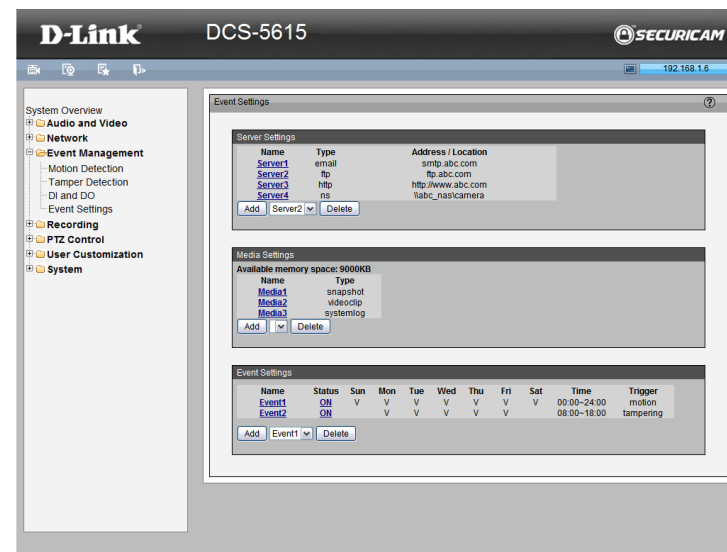 D-Link DCS-5615 SECURICAM
192.168.1.6
System Overview
Audio and Video
Network
Event Management
Motion Detection
Tamper Detection
DI and DO
Event Settings
Recording
PTZ Control
User Customization
System
Event Settings
Server Settings
Name Type Address / Location
Server1 email smtp.abc.com
Server2 ftp ftp.abc.com
Server3 http http://www.abc.com
Server4 ns \\abc_nas\camera
Add Server2 Delete
Media Settings
Available memory space: 9000KB
Name Type
Media1 snapshot
Media2 videoclip
Media3 systemlog
Add Delete
Event Settings
Name Status Sun Mon Tue Wed Thu Fri Sat Time Trigger
Event1 ON V V V V V V V 00:00~24:00 motion
Event2 ON V V V V V 08:00~18:00 tampering
Add Event1 Delete